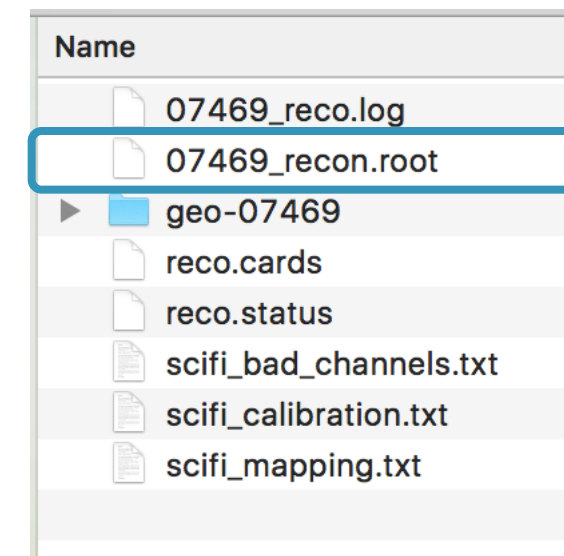 Name
07469_reco.log
07469_recon.root
geo-07469
reco.cards
reco.status
scifi_bad_channels.txt
scifi_calibration.txt
scifi_mapping.txt